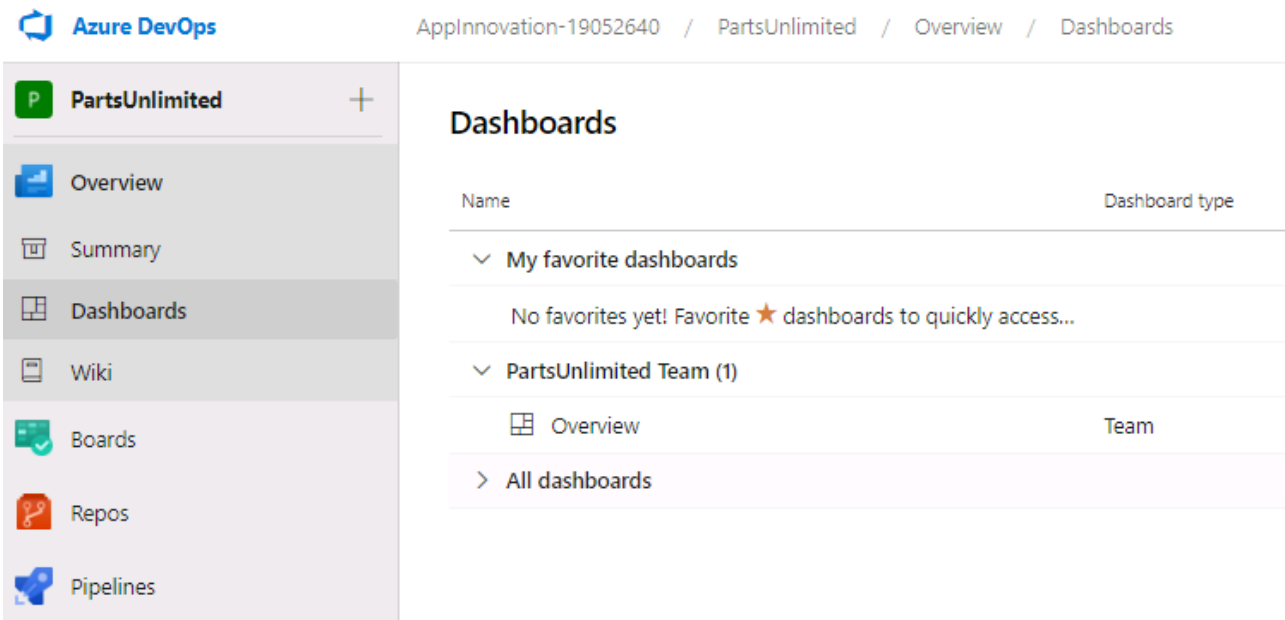 Azure DevOps
AppInnovation-19052640 / PartsUnlimited / Overview / Dashboards
P PartsUnlimited
Overview
Summary
Dashboards
Wiki
Boards
Repos
Pipelines
Dashboards
Name Dashboard type
My favorite dashboards
No favorites yet! Favorite ★ dashboards to quickly access...
PartsUnlimited Team (1)
Overview Team
All dashboards